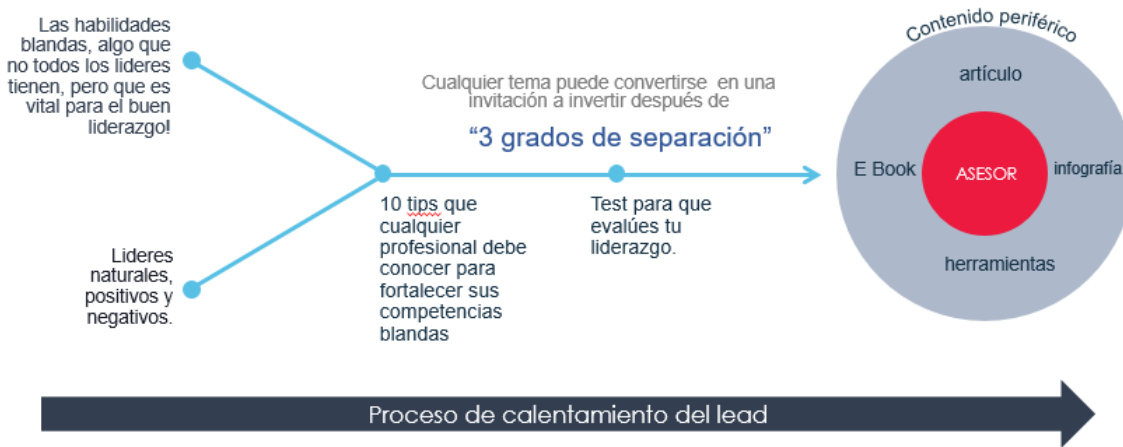 Las habilidades
blandas, algo que
no todos los lideres
tienen, pero que es
vital para el buen
liderazgo!
Lideres
naturales,
positivos y
negativos.
Cualquier tema puede convertirse en una
invitación a invertir después de
“3 grados de separación”
10 tips que
cualquier
profesional debe
conocer para
fortalecer sus
competencias
blandas
Test para que
evalúes tu
liderazgo.
Contenido periférico
artículo
E Book
ASESOR
infografía
herramientas
Proceso de calentamiento del lead